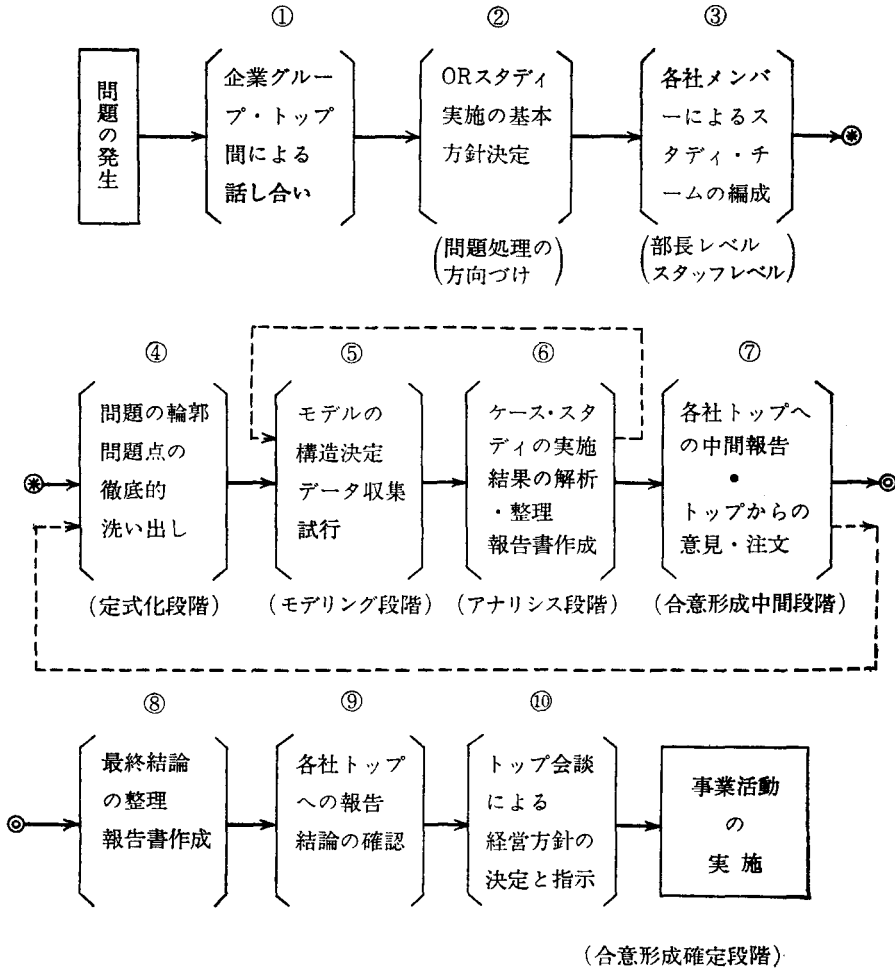 ① ② ③
問題の発生
企業グルー
プ・トップ
間による
話し合い
ORスタディ
実施の基本
方針決定
(問題処理の
方向づけ)
各社メンバ
ーによるス
タディ・チ
ームの編成
(部長レベル
スタッフレベル)
④ ⑤ ⑥ ⑦
問題の輪郭
問題点の
徹底的
洗い出し
(定式化段階)
モデルの
構造決定
データ収集
試行
(モデリング段階)
ケース・スタ
ディの実施
結果の解析
・整理
報告書作成
(アナリシス段階)
各社トップへ
の中間報告
・
トップからの
意見・注文
(合意形成中間段階)
⑧ ⑨ ⑩
最終結論
の整理
報告書作成
各社トップ
への報告
結論の確認
トップ会談
による
経営方針の
決定と指示
事業活動
の
実施
(合意形成確定段階)